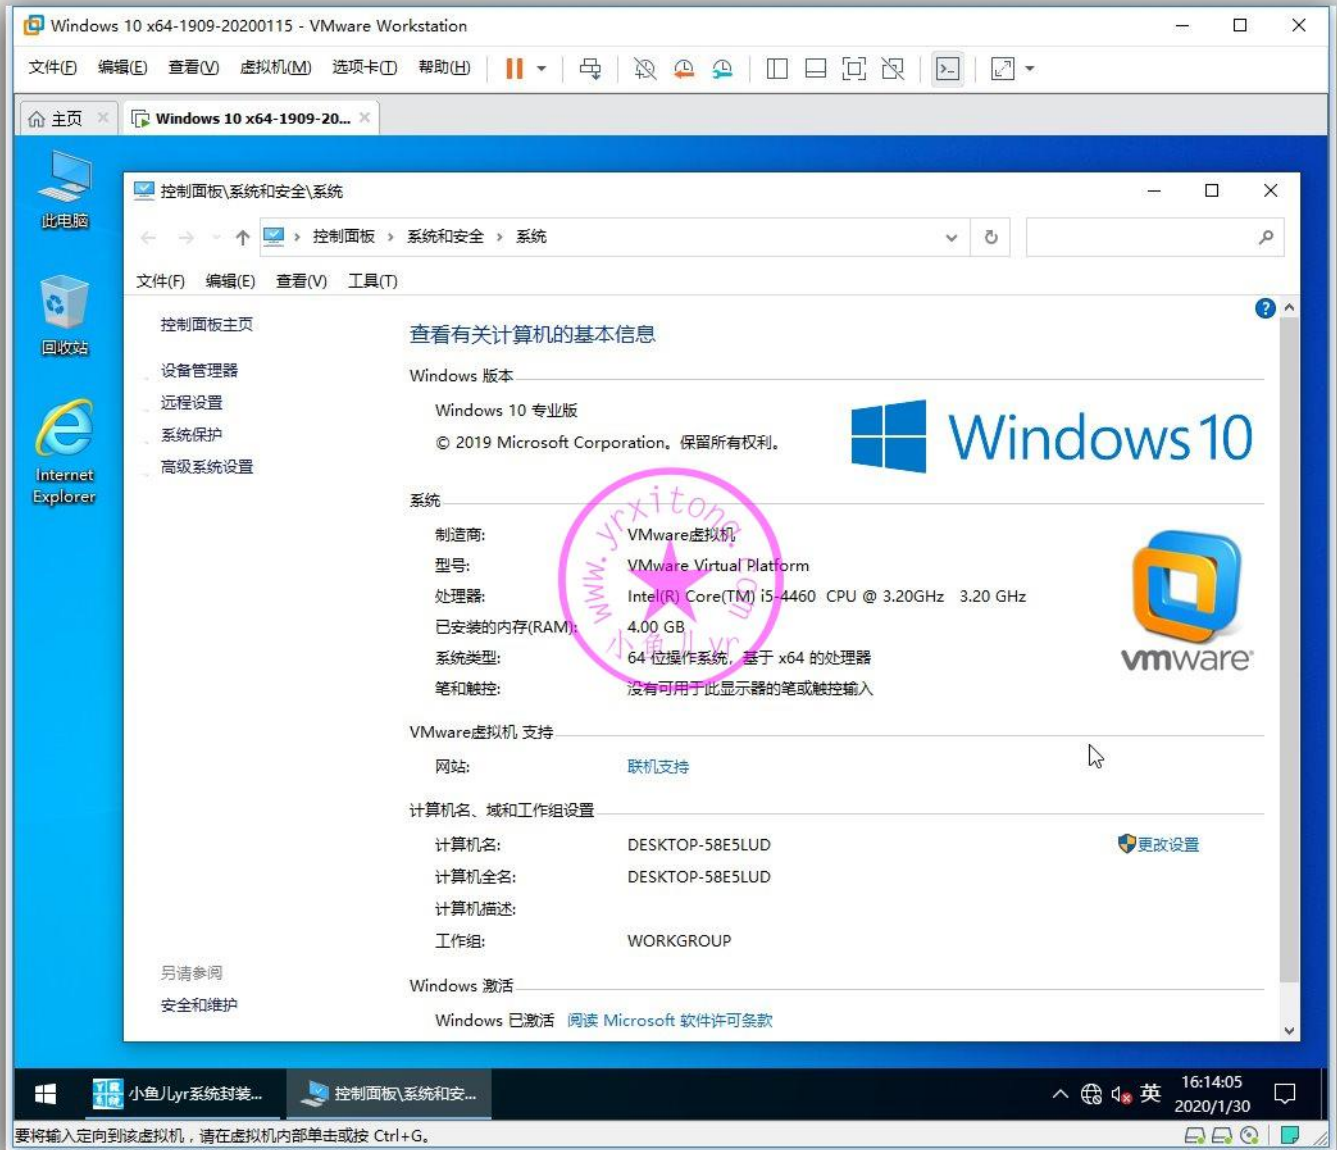 Windows 10 x64-1909-20200115 - VMware Workstation
文件(F) 编辑(E) 查看(V) 虚拟机(M) 选项卡(T) 帮助(H)
主页 Windows 10 x64-1909-20...
此电脑
回收站
Internet
Explorer
控制面板\系统和安全\系统
控制面板 › 系统和安全 › 系统
文件(F) 编辑(E) 查看(V) 工具(T)
控制面板主页
设备管理器
远程设置
系统保护
高级系统设置
另请参阅
安全和维护
查看有关计算机的基本信息
Windows 版本
Windows 10 专业版
© 2019 Microsoft Corporation。保留所有权利。
Windows 10
系统
制造商: VMware虚拟机
型号: VMware Virtual Platform
处理器: Intel(R) Core(TM) i5-4460 CPU @ 3.20GHz 3.20 GHz
已安装的内存(RAM): 4.00 GB
系统类型: 64 位操作系统, 基于 x64 的处理器
笔和触控: 没有可用于此显示器的笔或触控输入
vmware
www.yrxitong.com
小鱼儿yr
VMware虚拟机 支持
网站: 联机支持
计算机名、域和工作组设置
计算机名: DESKTOP-58E5LUD 更改设置
计算机全名: DESKTOP-58E5LUD
计算机描述:
工作组: WORKGROUP
Windows 激活
Windows 已激活 阅读 Microsoft 软件许可条款
小鱼儿yr系统封装... 控制面板\系统和安... 英 16:14:05
2020/1/30
要将输入定向到该虚拟机，请在虚拟机内部单击或按 Ctrl+G。